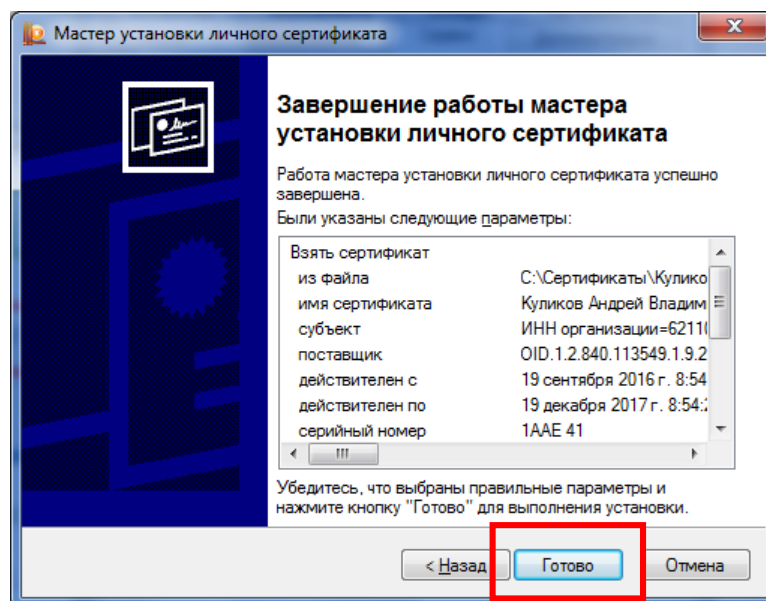 Мастер установки личного сертификата
Завершение работы мастера
установки личного сертификата
Работа мастера установки личного сертификата успешно
завершена.
Были указаны следующие параметры:
Взять сертификат
из файла C:\Сертификаты\Кулико
имя сертификата Куликов Андрей Владим
субъект ИНН организации=6211
поставщик OID.1.2.840.113549.1.9.2
действителен с 19 сентября 2016 г. 8:54
действителен по 19 декабря 2017 г. 8:54:
серийный номер 1AAE 41
Убедитесь, что выбраны правильные параметры и
нажмите кнопку "Готово" для выполнения установки.
< Назад Готово Отмена